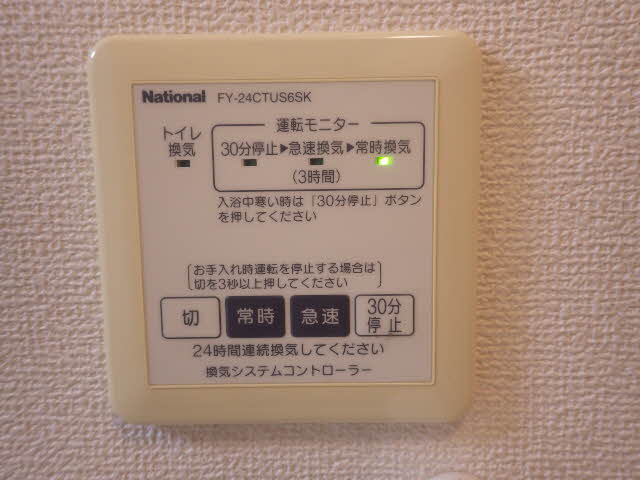 National FY-24CTUS6SK
運転モニター
トイレ
換気
30分停止▶急速換気▶常時換気
(3時間)
入浴中寒い時は「30分停止」ボタン
を押してください
お手入れ時運転を停止する場合は
切を3秒以上押してください
切 常時 急速 30分
停止
24時間連続換気してください
換気システムコントローラー